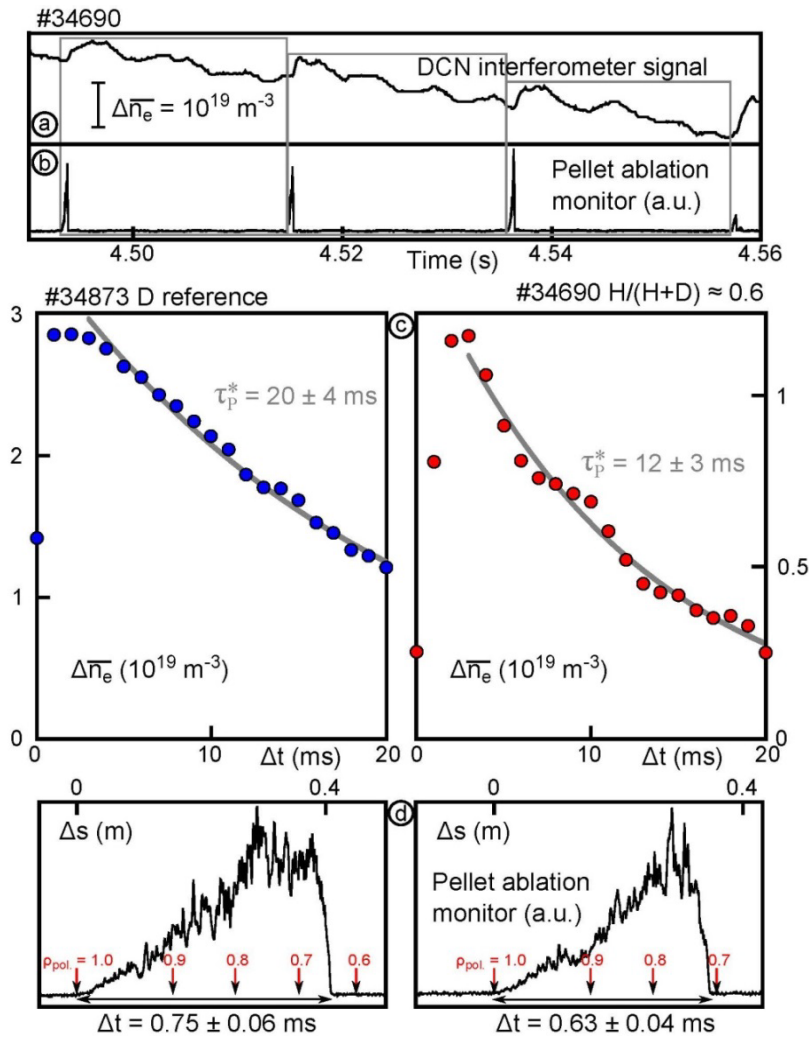 #34690
DCN interferometer signal
Δn̅e̅ = 10¹⁹ m⁻³
a
b
Pellet ablation
monitor (a.u.)
4.50 4.52 4.54 4.56
Time (s)
#34873 D reference
#34690 H/(H+D) ≈ 0.6
c
3
2
1
0
τ*P = 20 ± 4 ms
Δn̅e̅ (10¹⁹ m⁻³)
0 10 20
Δt (ms)
τ*P = 12 ± 3 ms
1
0.5
0
Δn̅e̅ (10¹⁹ m⁻³)
0 10 20
Δt (ms)
0 0.4
Δs (m)
ρpol. = 1.0 0.9 0.8 0.7 0.6
Δt = 0.75 ± 0.06 ms
d
0 0.4
Δs (m)
Pellet ablation
monitor (a.u.)
ρpol. = 1.0 0.9 0.8 0.7
Δt = 0.63 ± 0.04 ms